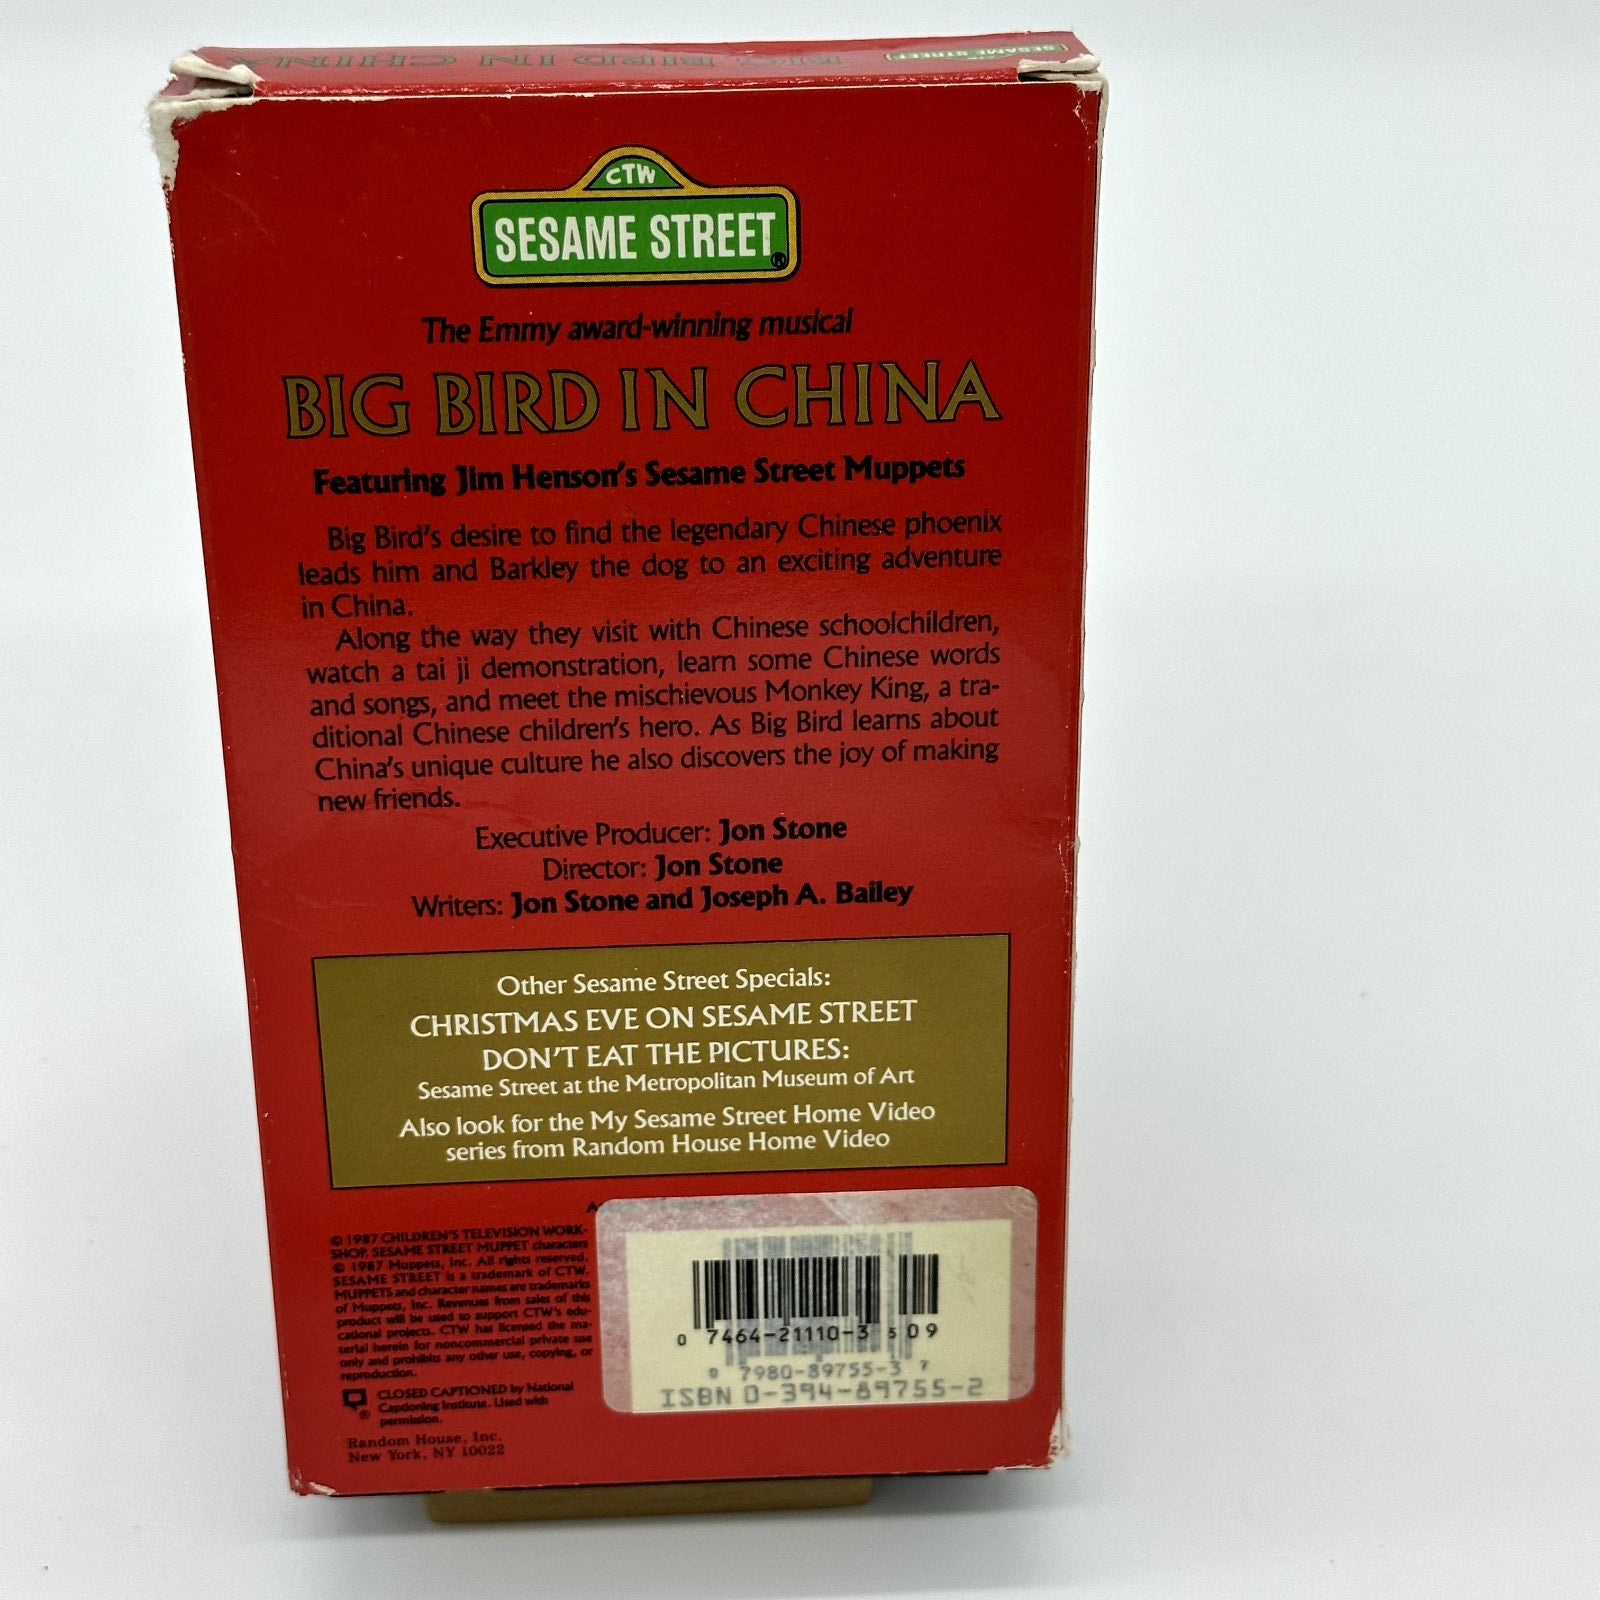 BIG BIRD IN CHINA
SESAME STREET
CTW
SESAME STREET®
The Emmy award-winning musical
BIG BIRD IN CHINA
Featuring Jim Henson's Sesame Street Muppets
Big Bird's desire to find the legendary Chinese phoenix
leads him and Barkley the dog to an exciting adventure
in China.
Along the way they visit with Chinese schoolchildren,
watch a tai ji demonstration, learn some Chinese words
and songs, and meet the mischievous Monkey King, a tra-
ditional Chinese children's hero. As Big Bird learns about
China's unique culture he also discovers the joy of making
new friends.
Executive Producer: Jon Stone
Director: Jon Stone
Writers: Jon Stone and Joseph A. Bailey
Other Sesame Street Specials:
CHRISTMAS EVE ON SESAME STREET
DON'T EAT THE PICTURES:
Sesame Street at the Metropolitan Museum of Art
Also look for the My Sesame Street Home Video
series from Random House Home Video
© 1987 CHILDREN'S TELEVISION WORK-
SHOP. SESAME STREET MUPPET characters
© 1987 Muppets, Inc. All rights reserved.
SESAME STREET is a trademark of CTW.
MUPPETS and character names are trademarks
of Muppets, Inc. Revenues from sales of this
product will be used to support CTW's edu-
cational projects. CTW has licensed the ma-
terial herein for noncommercial private use
only and prohibits any other use, copying, or
reproduction.
CLOSED CAPTIONED by National
Captioning Institute. Used with
permission.
Random House, Inc.
New York, NY 10022
0 7464-21110-3 509
0 7980-89755-3 7
ISBN 0-394-89755-2